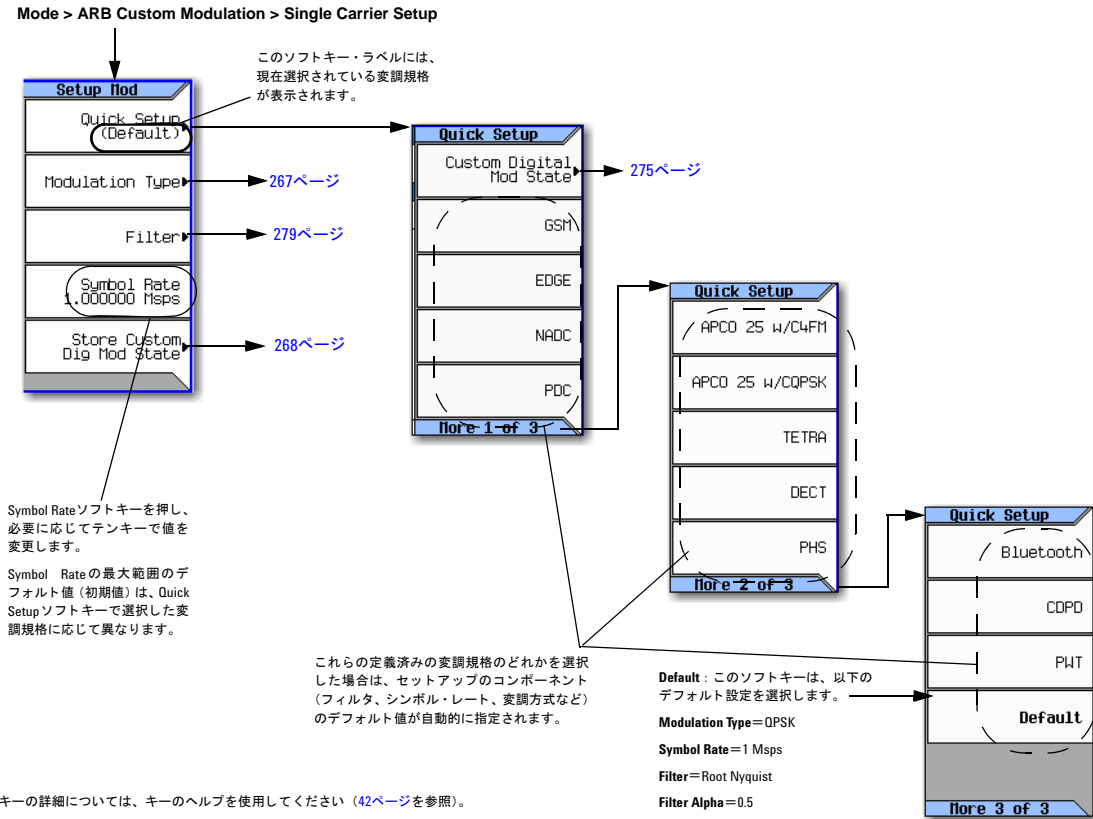 Mode > ARB Custom Modulation > Single Carrier Setup
このソフトキー・ラベルには、
現在選択されている変調規格
が表示されます。
Setup Mod
Quick Setup
(Default)
Modulation Type
267ページ
Filter
279ページ
Symbol Rate
1.000000 Msps
Store Custom
Dig Mod State
268ページ
Quick Setup
Custom Digital
Mod State
275ページ
GSM
EDGE
NADC
PDC
More 1 of 3
Quick Setup
APCO 25 w/C4FM
APCO 25 w/CQPSK
TETRA
DECT
PHS
More 2 of 3
Quick Setup
Bluetooth
CDPD
PWT
Default
More 3 of 3
Symbol Rateソフトキーを押し、
必要に応じてテンキーで値を
変更します。
Symbol Rateの最大範囲のデ
フォルト値（初期値）は、Quick
Setupソフトキーで選択した変
調規格に応じて異なります。
これらの定義済みの変調規格のどれかを選択
した場合は、セットアップのコンポーネント
（フィルタ、シンボル・レート、変調方式など）
のデフォルト値が自動的に指定されます。
Default：このソフトキーは、以下の
デフォルト設定を選択します。
Modulation Type＝QPSK
Symbol Rate＝1 Msps
Filter＝Root Nyquist
Filter Alpha＝0.5
キーの詳細については、キーのヘルプを使用してください（42ページを参照）。